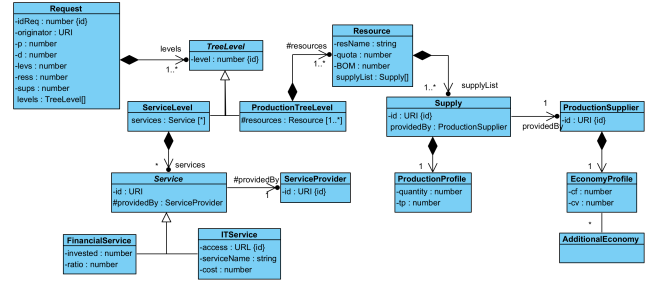 Request
-idReq : number {id}
-originator : URI
-p : number
-d : number
-levs : number
-ress : number
-sups : number
levels : TreeLevel[]
levels
1..*
TreeLevel
-level : number {id}
#resources
1..*
Resource
-resName : string
-quota : number
-BOM : number
supplyList : Supply[]
1..*
supplyList
ServiceLevel
services : Service [*]
ProductionTreeLevel
#resources : Resource [1..*]
Supply
-id : URI {id}
providedBy : ProductionSupplier
1
providedBy
ProductionSupplier
-id : URI {id}
*
services
Service
-id : URI
#providedBy : ServiceProvider
#providedBy
1
ServiceProvider
-id : URI {id}
1
ProductionProfile
-quantity : number
-tp : number
1
EconomyProfile
-cf : number
-cv : number
*
AdditionalEconomy
FinancialService
-invested : number
-ratio : number
ITService
-access : URL {id}
-serviceName : string
-cost : number